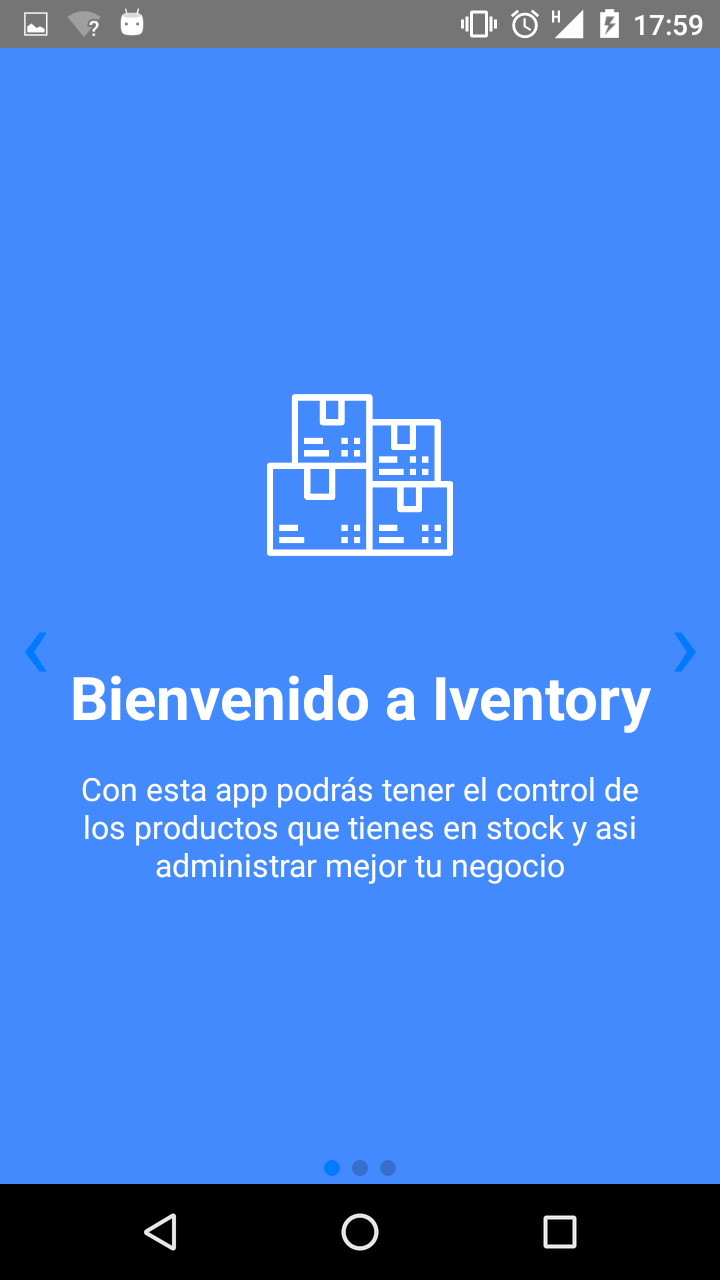 H 17:59
Bienvenido a Iventory
Con esta app podrás tener el control de
los productos que tienes en stock y asi
administrar mejor tu negocio